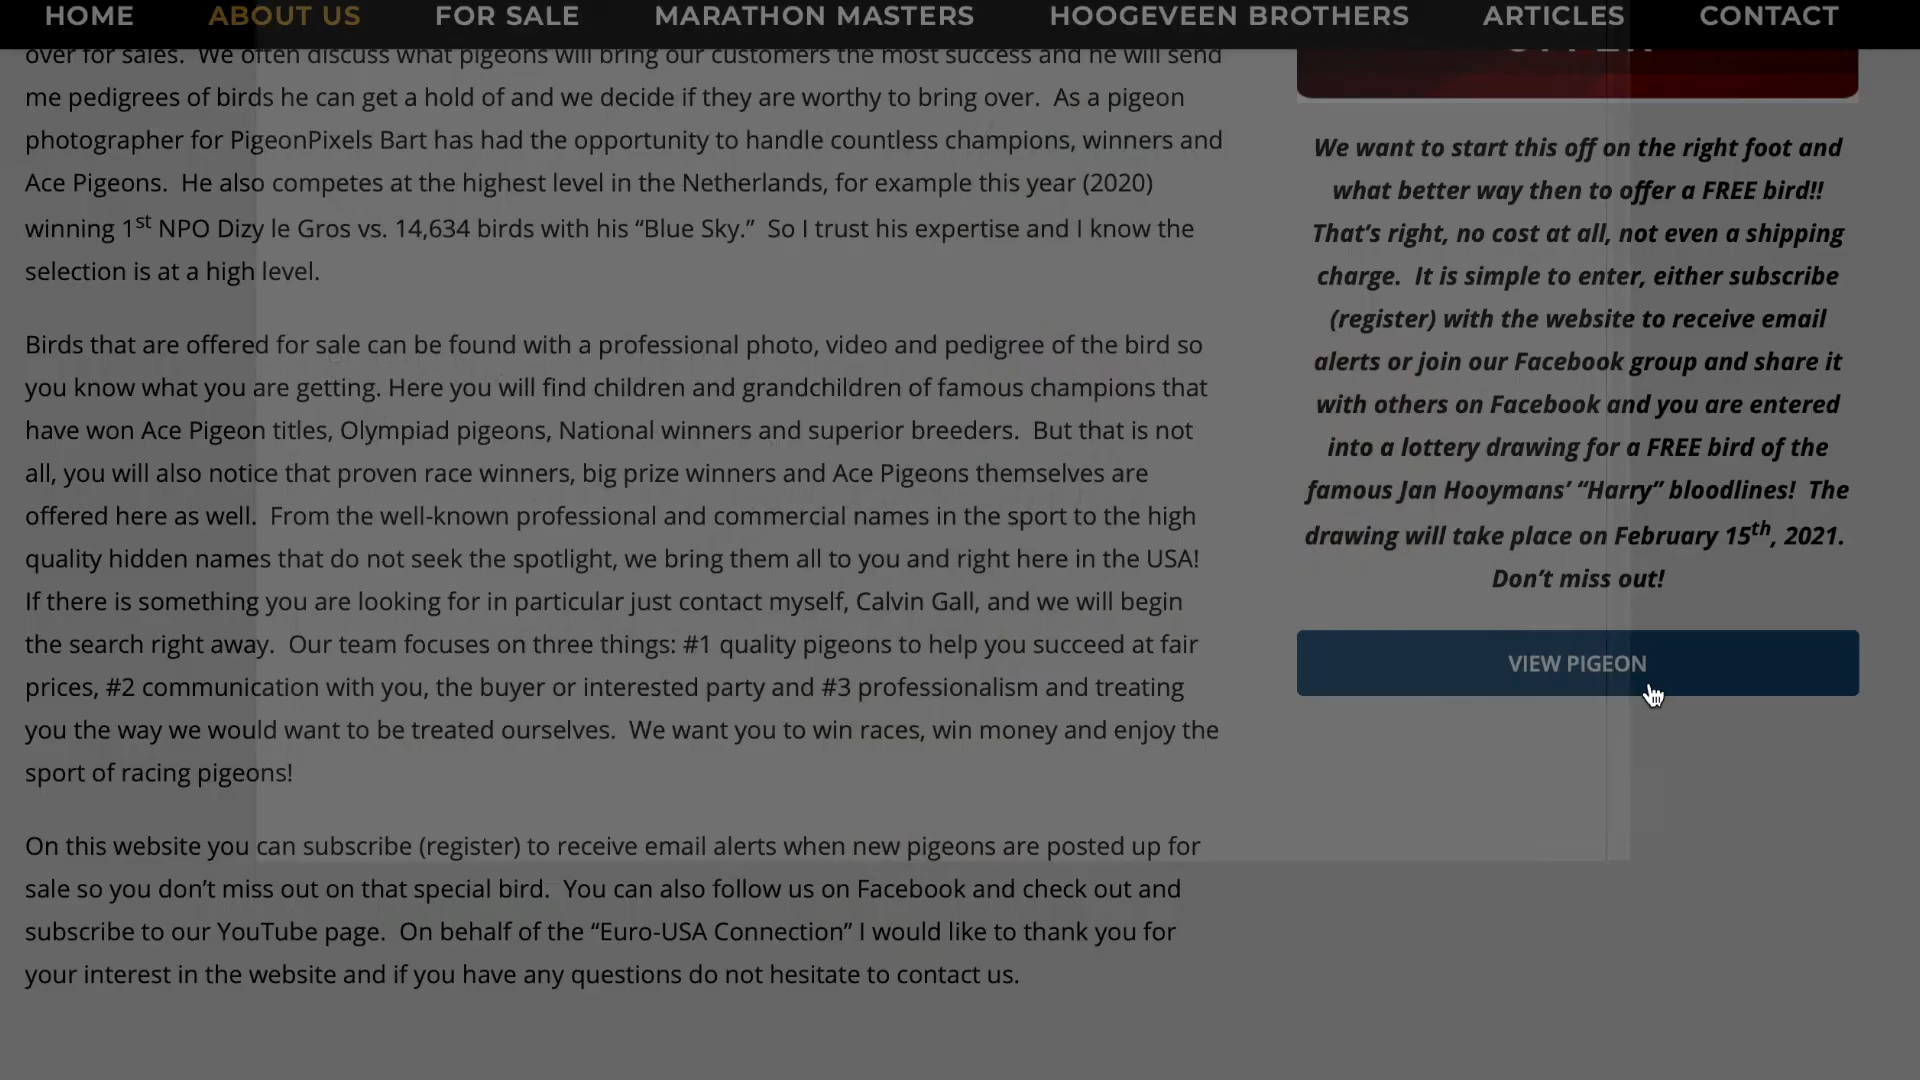 HOME ABOUT US FOR SALE MARATHON MASTERS HOOGEVEEN BROTHERS ARTICLES CONTACT
over for sales. We often discuss what pigeons will bring our customers the most success and he will send
me pedigrees of birds he can get a hold of and we decide if they are worthy to bring over. As a pigeon
photographer for PigeonPixels Bart has had the opportunity to handle countless champions, winners and
Ace Pigeons. He also competes at the highest level in the Netherlands, for example this year (2020)
winning 1st NPO Dizy le Gros vs. 14,634 birds with his “Blue Sky.” So I trust his expertise and I know the
selection is at a high level.
Birds that are offered for sale can be found with a professional photo, video and pedigree of the bird so
you know what you are getting. Here you will find children and grandchildren of famous champions that
have won Ace Pigeon titles, Olympiad pigeons, National winners and superior breeders. But that is not
all, you will also notice that proven race winners, big prize winners and Ace Pigeons themselves are
offered here as well. From the well-known professional and commercial names in the sport to the high
quality hidden names that do not seek the spotlight, we bring them all to you and right here in the USA!
If there is something you are looking for in particular just contact myself, Calvin Gall, and we will begin
the search right away. Our team focuses on three things: #1 quality pigeons to help you succeed at fair
prices, #2 communication with you, the buyer or interested party and #3 professionalism and treating
you the way we would want to be treated ourselves. We want you to win races, win money and enjoy the
sport of racing pigeons!
On this website you can subscribe (register) to receive email alerts when new pigeons are posted up for
sale so you don’t miss out on that special bird. You can also follow us on Facebook and check out and
subscribe to our YouTube page. On behalf of the “Euro-USA Connection” I would like to thank you for
your interest in the website and if you have any questions do not hesitate to contact us.
OFFER
We want to start this off on the right foot and
what better way then to offer a FREE bird!!
That’s right, no cost at all, not even a shipping
charge. It is simple to enter, either subscribe
(register) with the website to receive email
alerts or join our Facebook group and share it
with others on Facebook and you are entered
into a lottery drawing for a FREE bird of the
famous Jan Hooymans’ “Harry” bloodlines! The
drawing will take place on February 15th, 2021.
Don’t miss out!
VIEW PIGEON